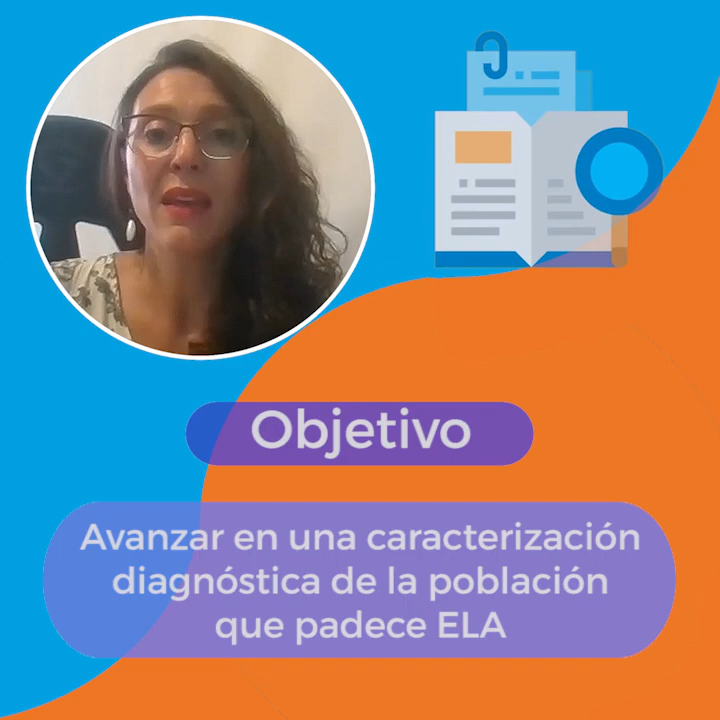 Objetivo
Avanzar en una caracterización
diagnóstica de la población
que padece ELA